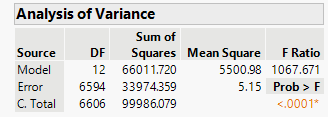 Analysis of Variance
Sum of
Source DF Squares Mean Square F Ratio
Model 12 66011.720 5500.98 1067.671
Error 6594 33974.359 5.15 Prob > F
C. Total 6606 99986.079 <.0001*